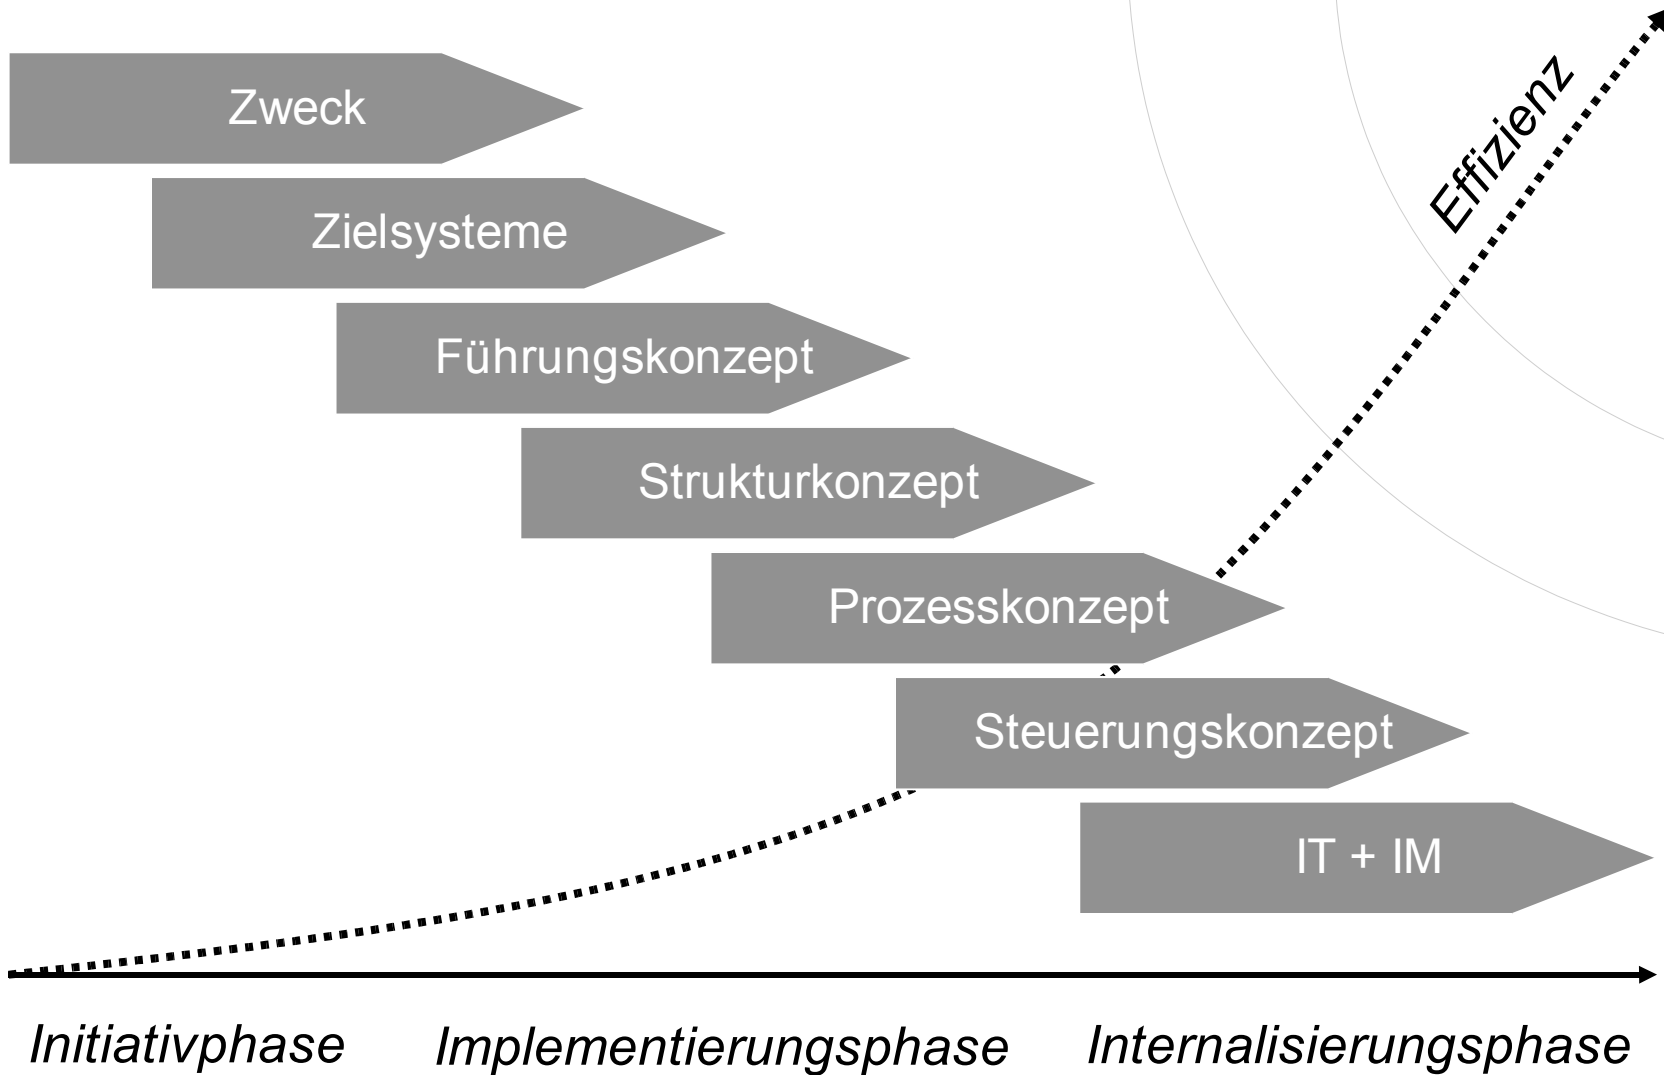 Zweck
Effizienz
Zielsysteme
Führungskonzept
Strukturkonzept
Prozesskonzept
Steuerungskonzept
IT + IM
Initiativphase
Implementierungsphase
Internalisierungsphase